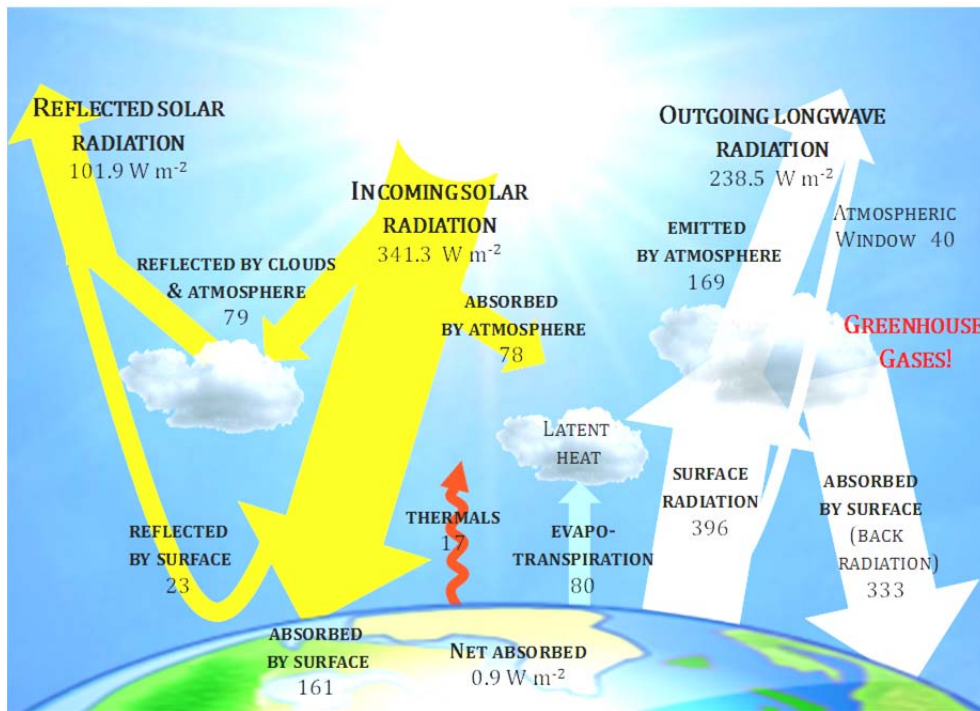 REFLECTED SOLAR
RADIATION
101.9 W m⁻²
INCOMING SOLAR
RADIATION
341.3 W m⁻²
OUTGOING LONGWAVE
RADIATION
238.5 W m⁻²
REFLECTED BY CLOUDS
& ATMOSPHERE
79
ABSORBED
BY ATMOSPHERE
78
EMITTED
BY ATMOSPHERE
169
ATMOSPHERIC
WINDOW 40
GREENHOUSE
GASES!
LATENT
HEAT
REFLECTED
BY SURFACE
23
THERMALS
17
EVAPO-
TRANSPIRATION
80
SURFACE
RADIATION
396
ABSORBED
BY SURFACE
(BACK
RADIATION)
333
ABSORBED
BY SURFACE
161
NET ABSORBED
0.9 W m⁻²